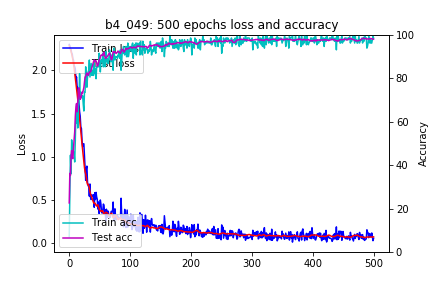 b4_049: 500 epochs loss and accuracy
Train loss
Test loss
Train acc
Test acc
Loss
Accuracy
2.0
1.5
1.0
0.5
0.0
100
80
60
40
20
0
0 100 200 300 400 500